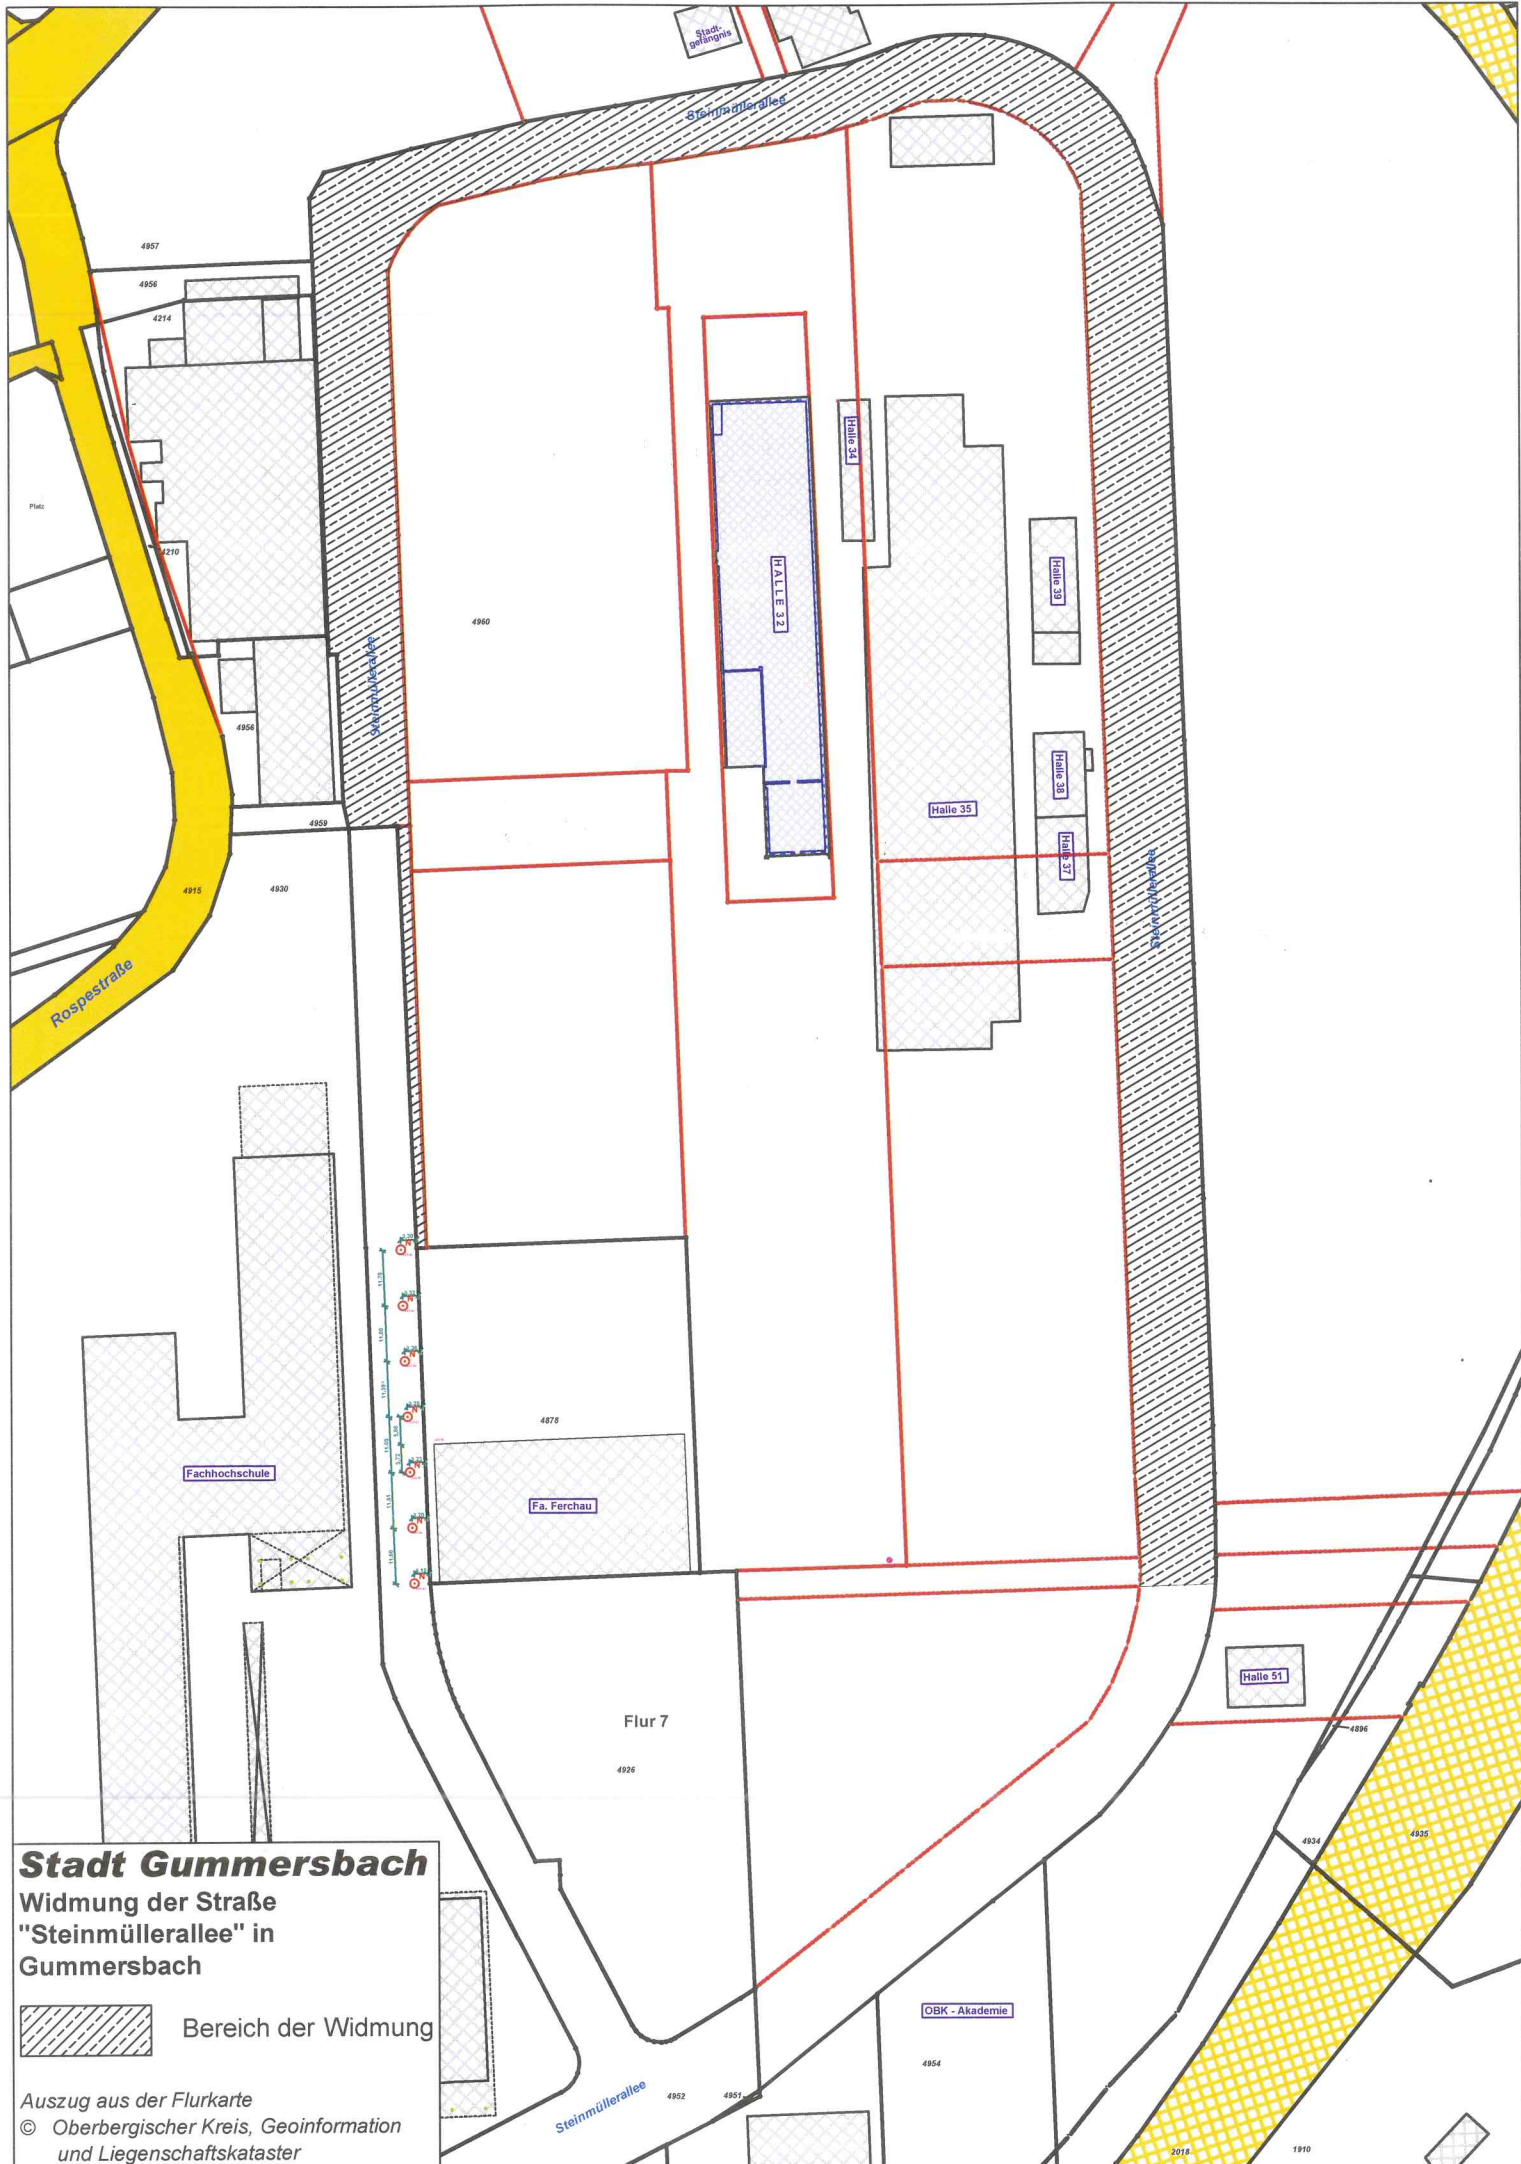 Stadt-
gefängnis
Steinmüllerallee
4957
4956
4214
Halle 34
Platz
4210
HALLE 32
Halle 39
4960
Steinmüllerallee
4956
Halle 38
Halle 35
4959
Halle 37
4915
4930
Steinmüllerallee
Rospestraße
4878
Fachhochschule
Fa. Ferchau
Halle 51
Flur 7
4896
4926
4934
4935
Stadt Gummersbach
Widmung der Straße
"Steinmüllerallee" in
Gummersbach
Bereich der Widmung
OBK - Akademie
4954
Steinmüllerallee
4952
4951
Auszug aus der Flurkarte
© Oberbergischer Kreis, Geoinformation
und Liegenschaftskataster
2018
1910